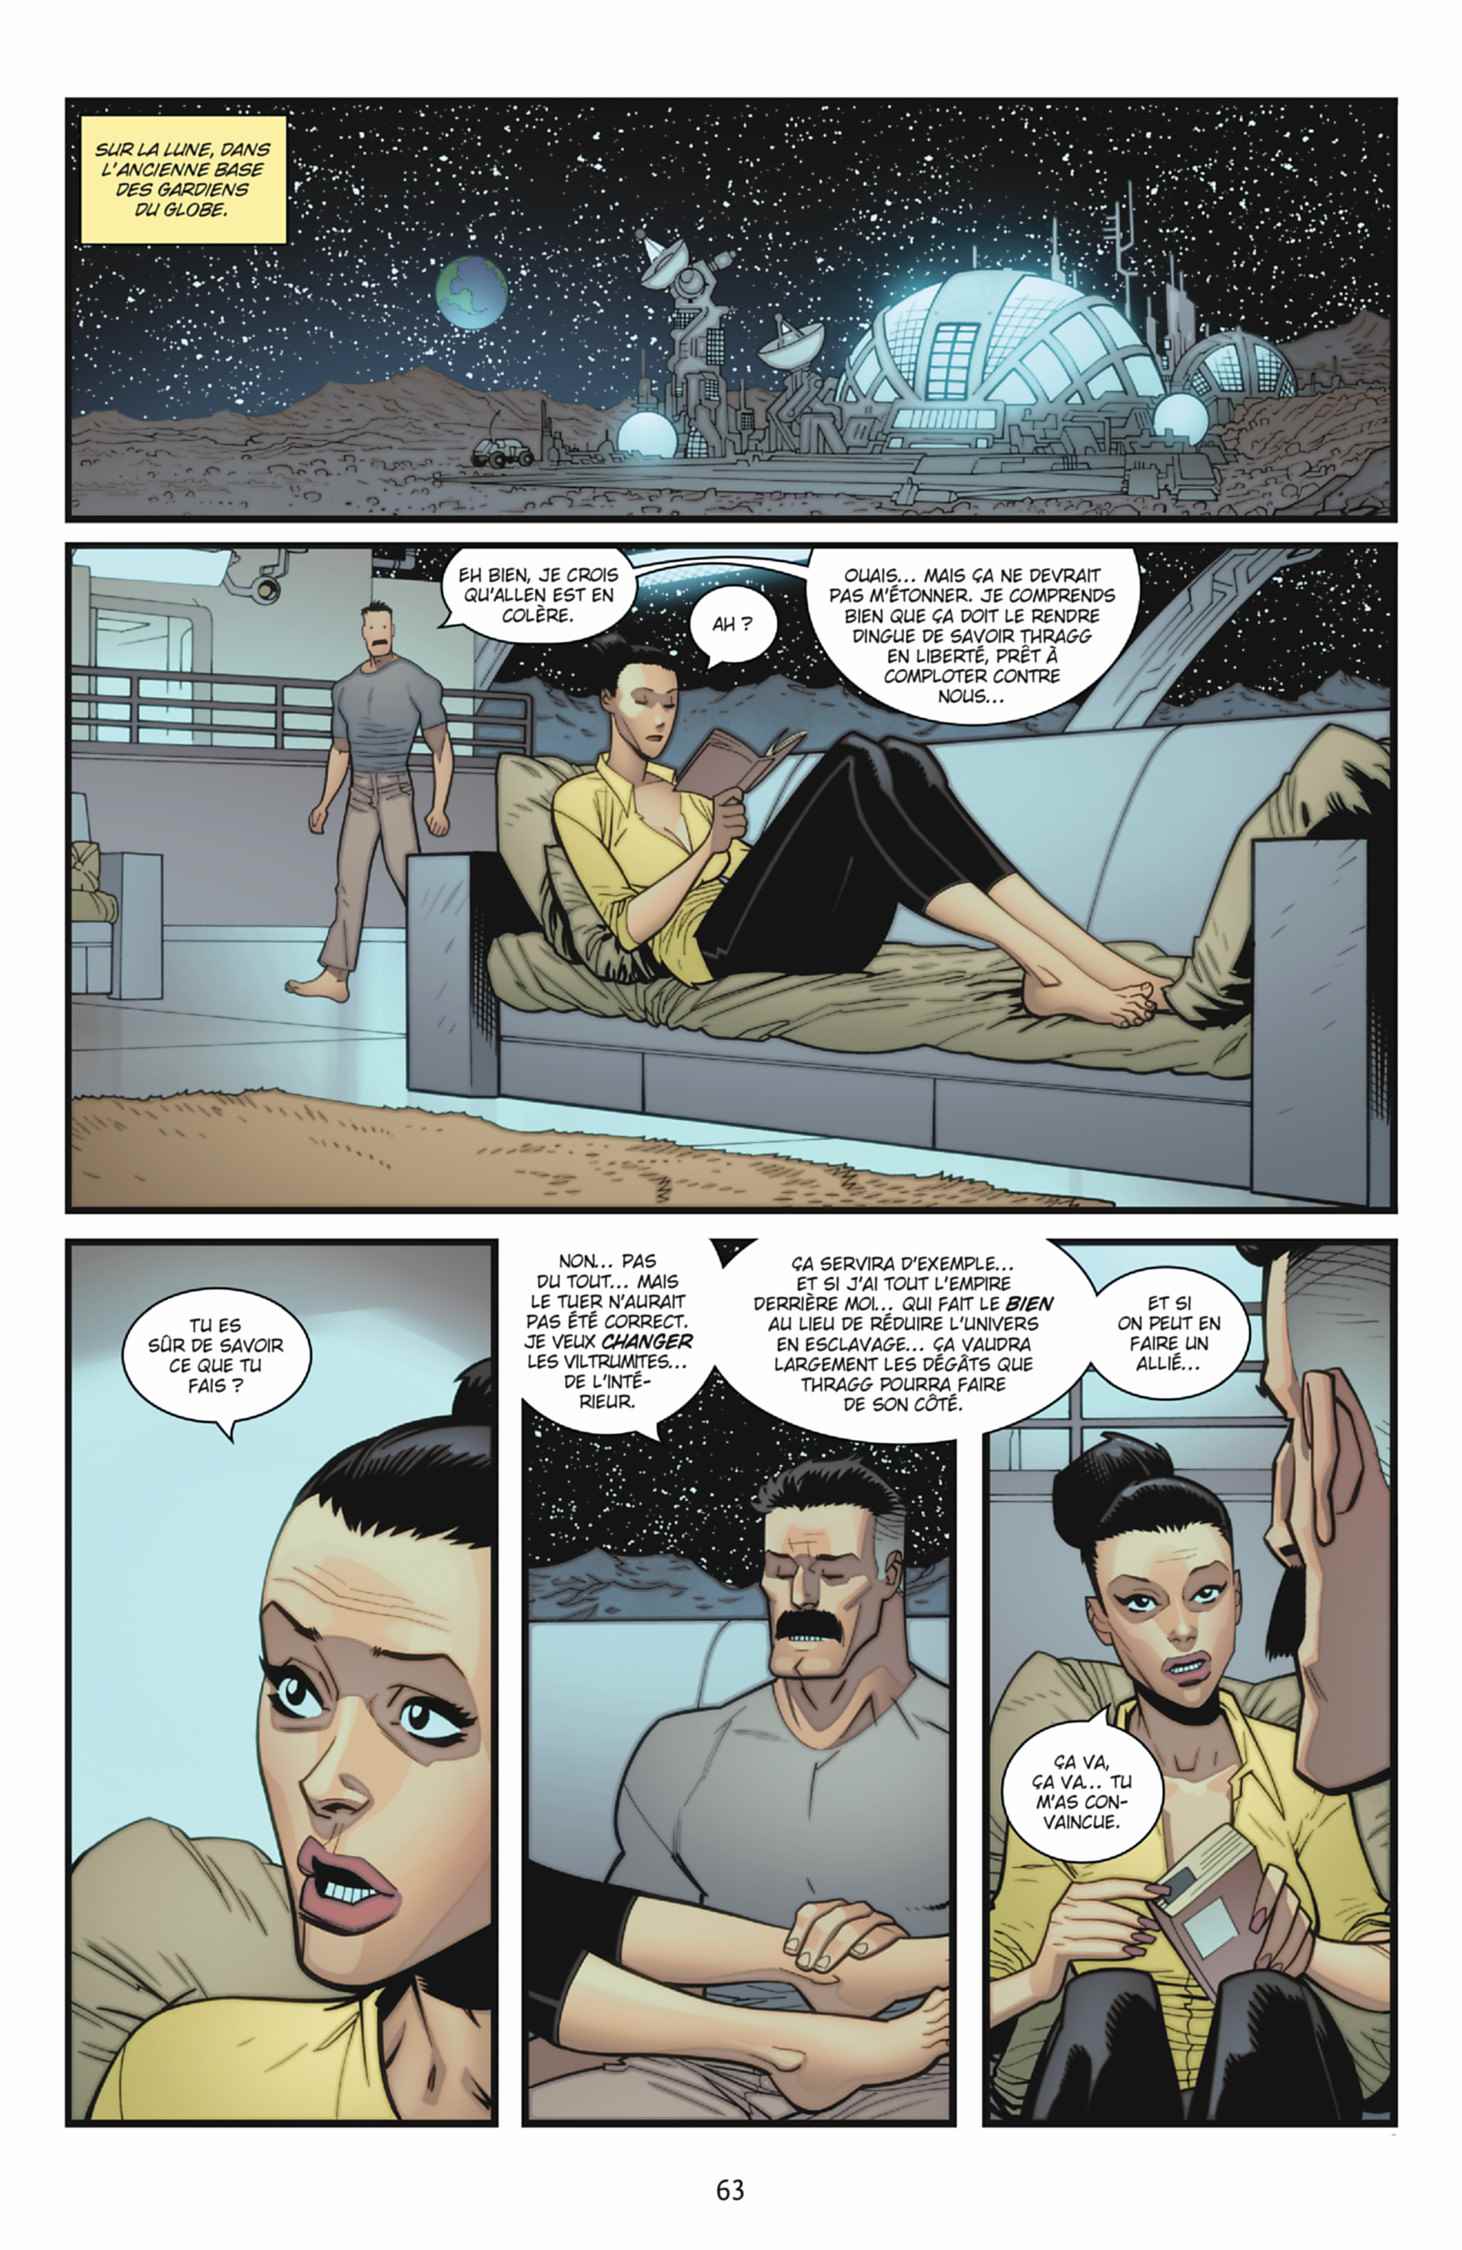 SUR LA LUNE, DANS
L'ANCIENNE BASE
DES GARDIENS
DU GLOBE.
EH BIEN, JE CROIS
QU'ALLEN EST EN
COLÈRE.
AH ?
OUAIS... MAIS ÇA NE DEVRAIT
PAS M'ÉTONNER. JE COMPRENDS
BIEN QUE ÇA DOIT LE RENDRE
DINGUE DE SAVOIR THRAGG
EN LIBERTÉ, PRÊT À
COMPLOTER CONTRE
NOUS...
TU ES
SÛR DE SAVOIR
CE QUE TU
FAIS ?
NON... PAS
DU TOUT... MAIS
LE TUER N'AURAIT
PAS ÉTÉ CORRECT.
JE VEUX CHANGER
LES VILTRUMITES...
DE L'INTÉ-
RIEUR.
ÇA SERVIRA D'EXEMPLE...
ET SI J'AI TOUT L'EMPIRE
DERRIÈRE MOI... QUI FAIT LE BIEN
AU LIEU DE RÉDUIRE L'UNIVERS
EN ESCLAVAGE... ÇA VAUDRA
LARGEMENT LES DÉGÂTS QUE
THRAGG POURRA FAIRE
DE SON CÔTÉ.
ET SI
ON PEUT EN
FAIRE UN
ALLIÉ...
ÇA VA,
ÇA VA... TU
M'AS CON-
VAINCUE.
63